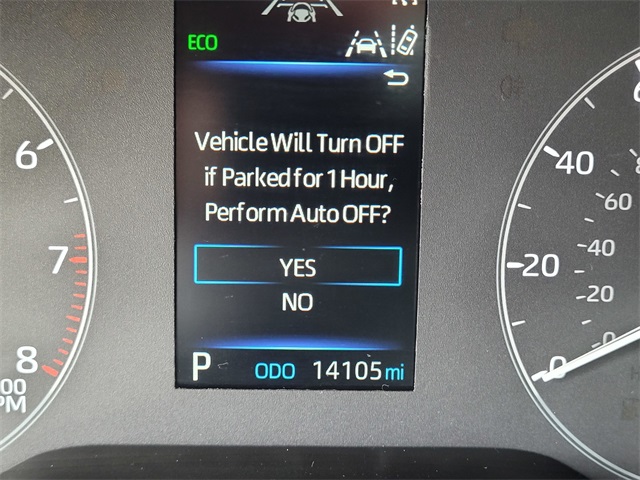 ECO
Vehicle Will Turn OFF
if Parked for 1 Hour,
Perform Auto OFF?
YES
NO
P ODO 14105 mi
6
7
8
40
20
0
60
40
20
0